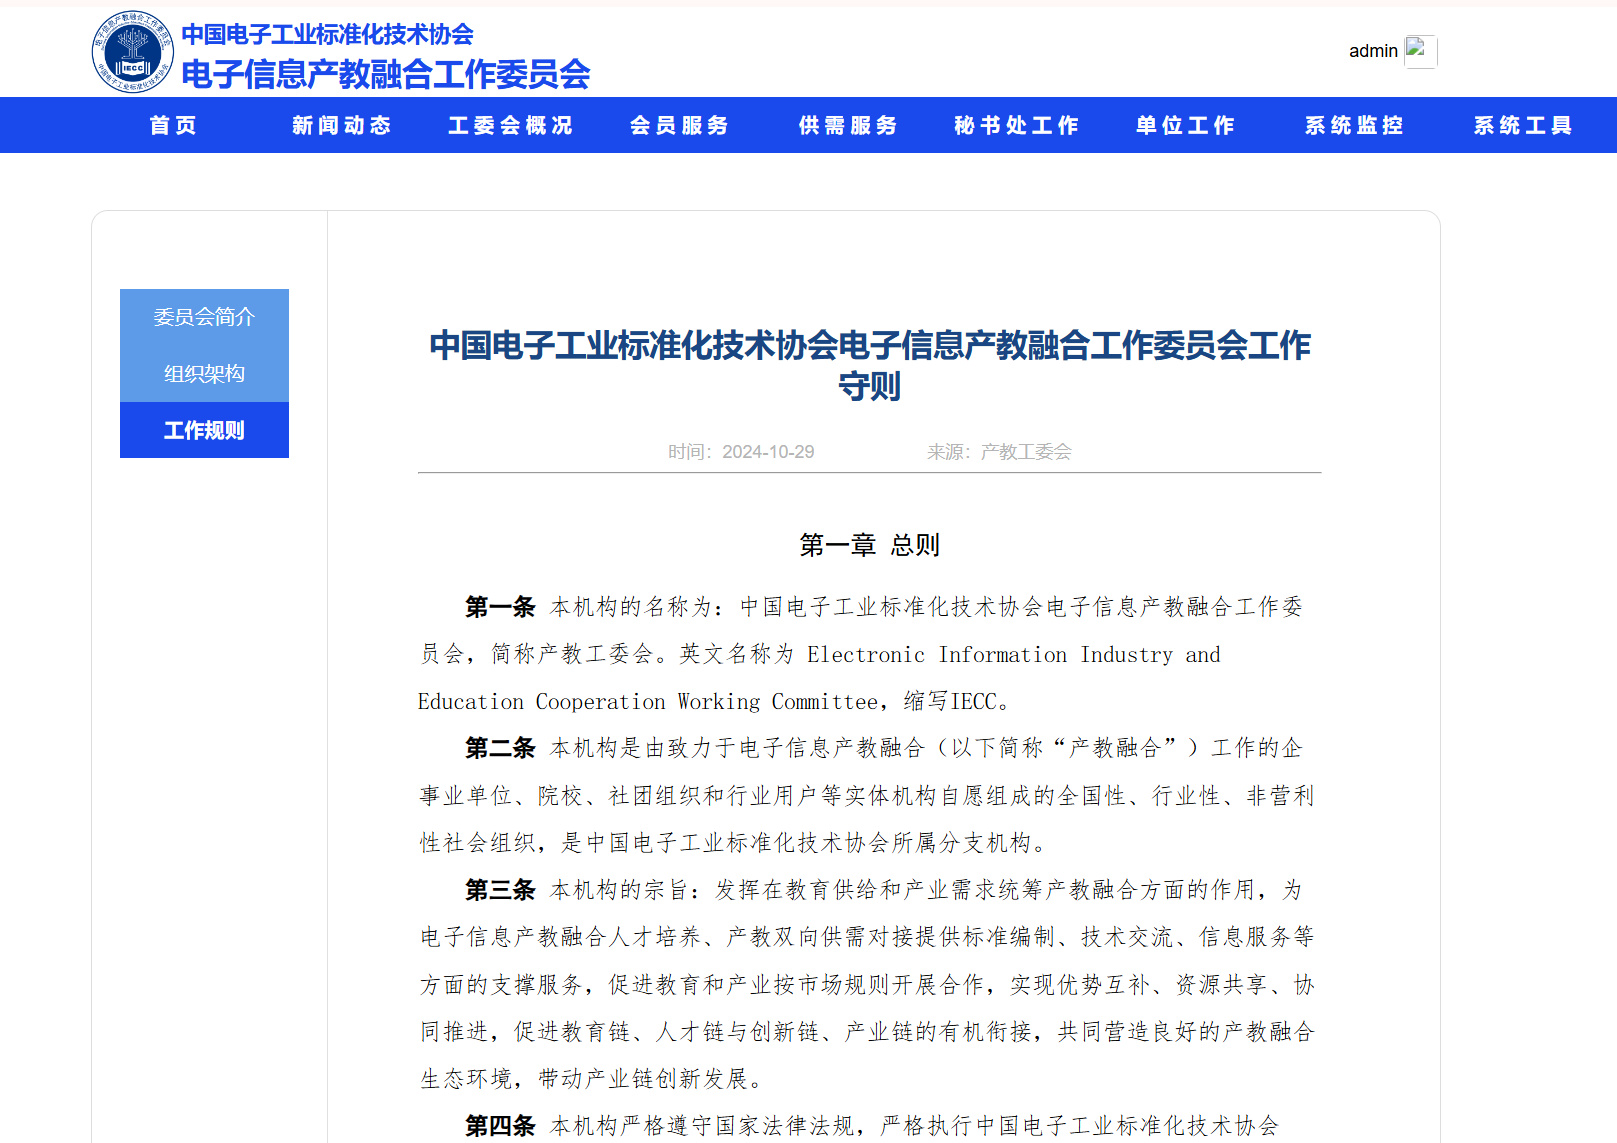 中国电子工业标准化技术协会
电子信息产教融合工作委员会
IECC
admin
首页 新闻动态 工委会概况 会员服务 供需服务 秘书处工作 单位工作 系统监控 系统工具
委员会简介
组织架构
工作规则
中国电子工业标准化技术协会电子信息产教融合工作委员会工作
守则
时间：2024-10-29 来源：产教工委会
第一章 总则
第一条 本机构的名称为：中国电子工业标准化技术协会电子信息产教融合工作委
员会，简称产教工委会。英文名称为 Electronic Information Industry and
Education Cooperation Working Committee，缩写IECC。
第二条 本机构是由致力于电子信息产教融合（以下简称“产教融合”）工作的企
事业单位、院校、社团组织和行业用户等实体机构自愿组成的全国性、行业性、非营利
性社会组织，是中国电子工业标准化技术协会所属分支机构。
第三条 本机构的宗旨：发挥在教育供给和产业需求统筹产教融合方面的作用，为
电子信息产教融合人才培养、产教双向供需对接提供标准编制、技术交流、信息服务等
方面的支撑服务，促进教育和产业按市场规则开展合作，实现优势互补、资源共享、协
同推进，促进教育链、人才链与创新链、产业链的有机衔接，共同营造良好的产教融合
生态环境，带动产业链创新发展。
第四条 本机构严格遵守国家法律法规，严格执行中国电子工业标准化技术协会